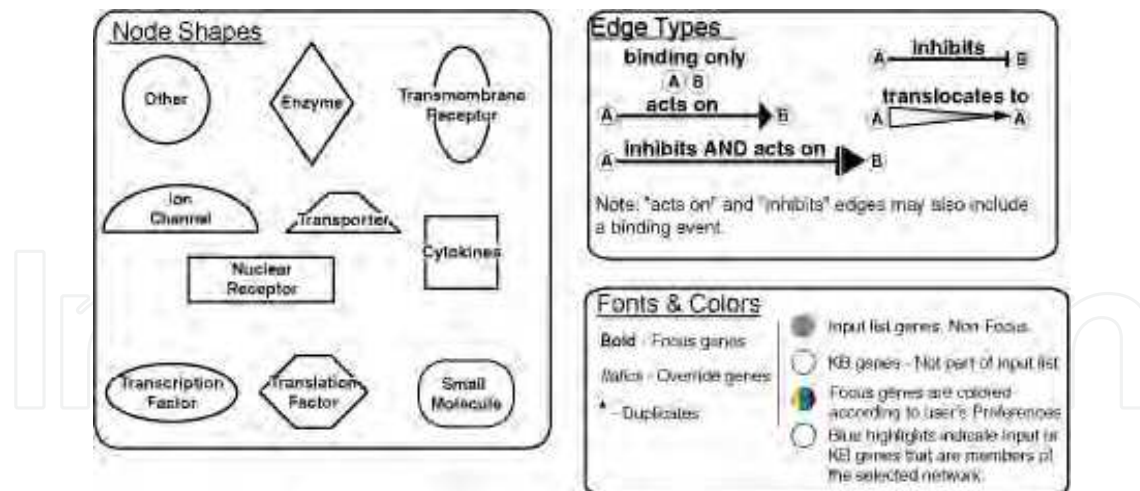 Node Shapes
Other
Enzyme
Transmembrane
Receptor
Ion
Channel
Transporter
Cytokines
Nuclear
Receptor
Transcription
Factor
Translation
Factor
Small
Molecule
Edge Types
binding only
A B
A acts on B
A inhibits AND acts on B
A inhibits B
translocates to
A A
Note: "acts on" and "inhibits" edges may also include
a binding event.
Fonts & Colors
Bold - Focus genes
Italics - Override genes
* - Duplicates
Input list genes, Non-Focus.
KB genes - Not part of input list
Focus genes are colored
according to user's Preferences
Blue highlights indicate input or
KB genes that are members of
the selected network.